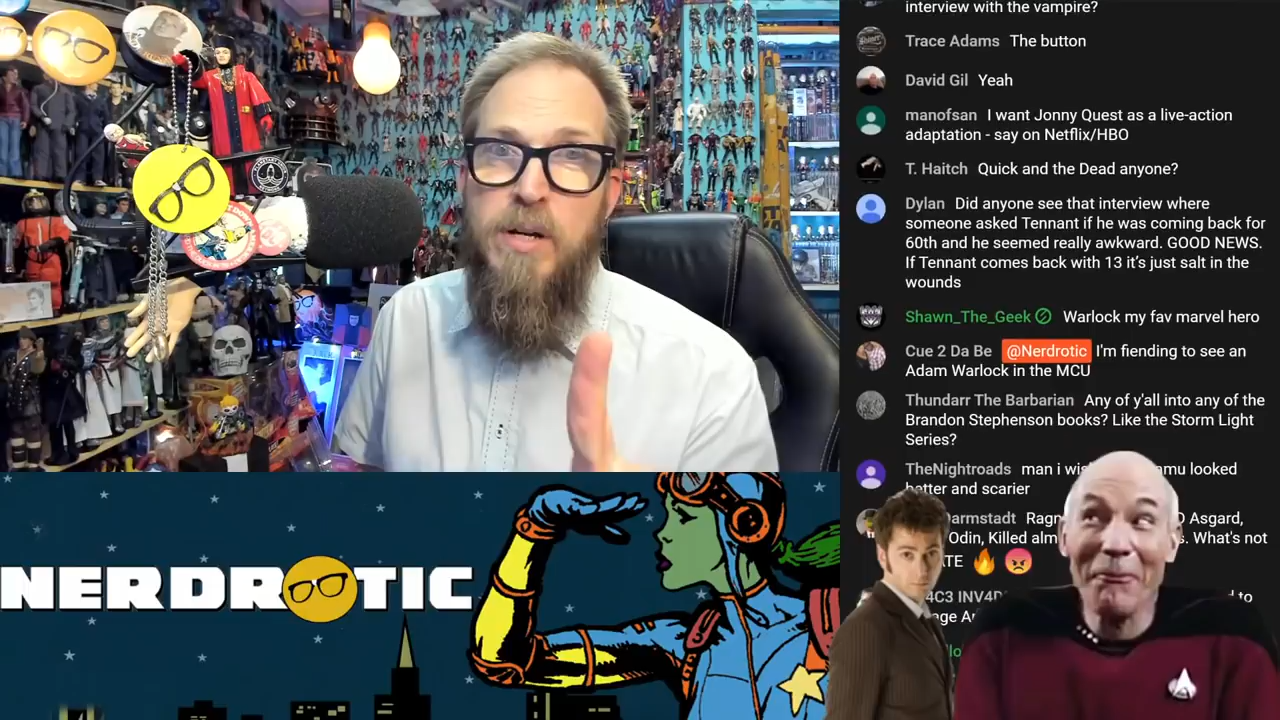 NERDROTIC
interview with the vampire?
Trace Adams The button
David Gil Yeah
manofsan I want Jonny Quest as a live-action
adaptation - say on Netflix/HBO
T. Haitch Quick and the Dead anyone?
Dylan Did anyone see that interview where
someone asked Tennant if he was coming back for
60th and he seemed really awkward. GOOD NEWS.
If Tennant comes back with 13 it's just salt in the
wounds
Shawn_The_Geek Warlock my fav marvel hero
Cue 2 Da Be @Nerdrotic I'm fiending to see an
Adam Warlock in the MCU
Thundarr The Barbarian Any of y'all into any of the
Brandon Stephenson books? Like the Storm Light
Series?
TheNightroads man i looked
better and scarier
Asgard,
Odin, Killed What's not
to